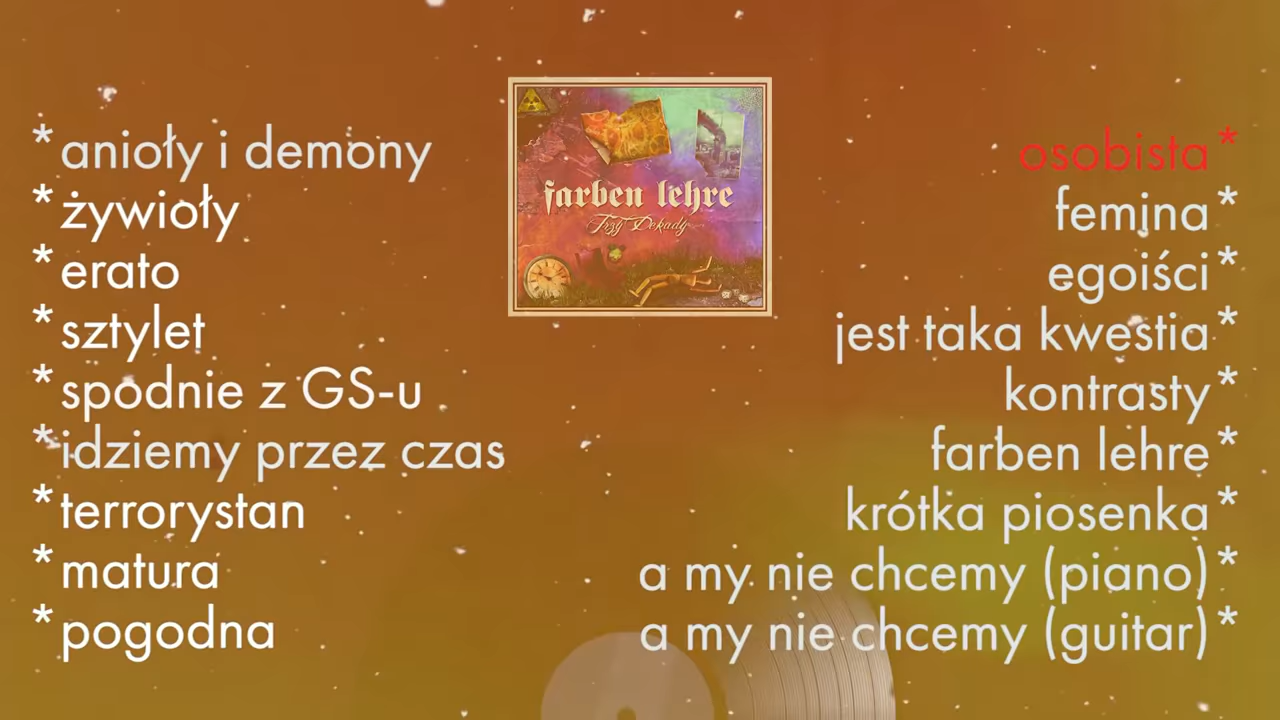 * anioły i demony
* żywioły
* erato
* sztylet
* spodnie z GS-u
* idziemy przez czas
* terrorystan
* matura
* pogodna
farben lehre
Trzy Dekady
osobista *
femina *
egoiści *
jest taka kwestia *
kontrasty *
farben lehre *
krótka piosenka *
a my nie chcemy (piano) *
a my nie chcemy (guitar) *